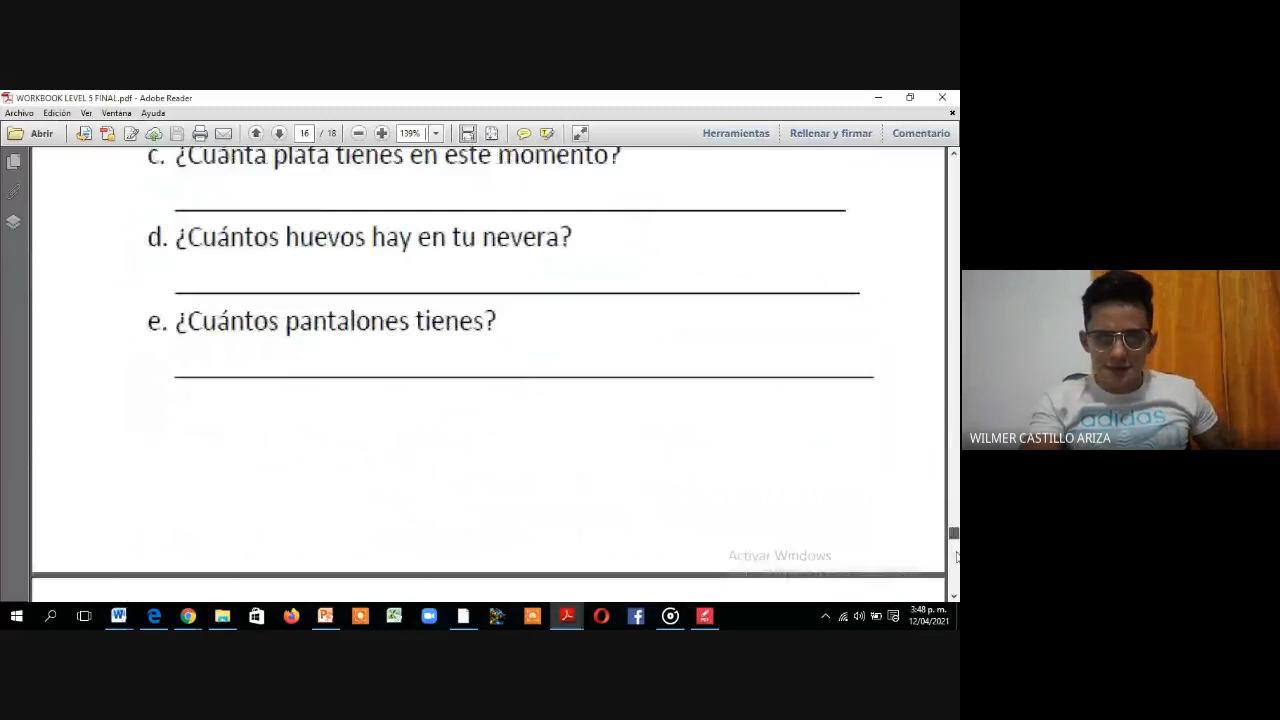 WORKBOOK LEVEL 5 FINAL.pdf - Adobe Reader
Archivo Edición Ver Ventana Ayuda
Abrir 16 / 18 139% Herramientas Rellenar y firmar Comentario
c. ¿Cuánta plata tienes en este momento?
d. ¿Cuántos huevos hay en tu nevera?
e. ¿Cuántos pantalones tienes?
adidas
WILMER CASTILLO ARIZA
Activar Windows
3:48 p. m.
12/04/2021